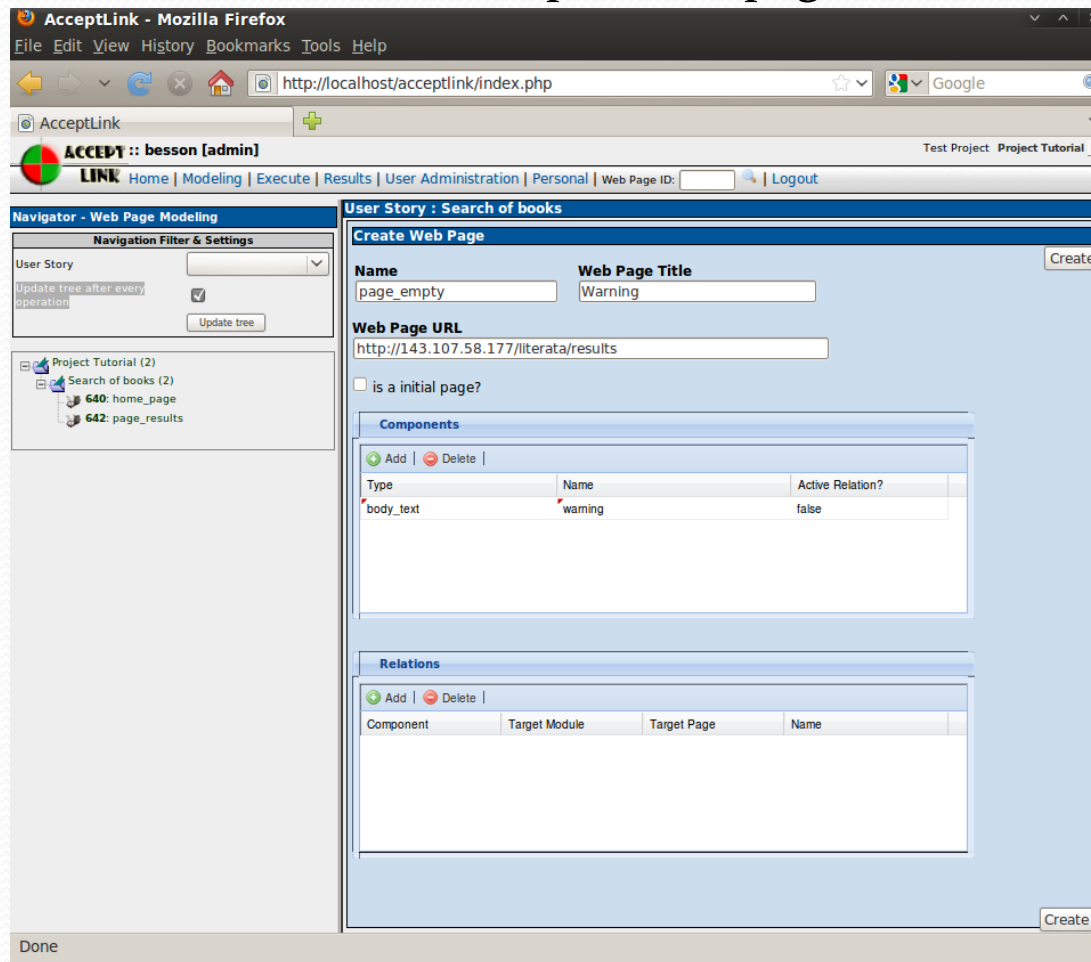 AcceptLink - Mozilla Firefox
File Edit View History Bookmarks Tools Help
http://localhost/acceptlink/index.php
Google
AcceptLink
ACCEPT :: besson [admin]
Test Project Project Tutorial
LINK Home | Modeling | Execute | Results | User Administration | Personal | Web Page ID: | Logout
Navigator - Web Page Modeling
Navigation Filter & Settings
User Story
Update tree after every
operation
Update tree
Project Tutorial (2)
Search of books (2)
640: home_page
642: page_results
User Story : Search of books
Create Web Page
Create
Name Web Page Title
page_empty Warning
Web Page URL
http://143.107.58.177/literata/results
is a initial page?
Components
Add | Delete |
Type Name Active Relation?
body_text warning false
Relations
Add | Delete |
Component Target Module Target Page Name
Create
Done